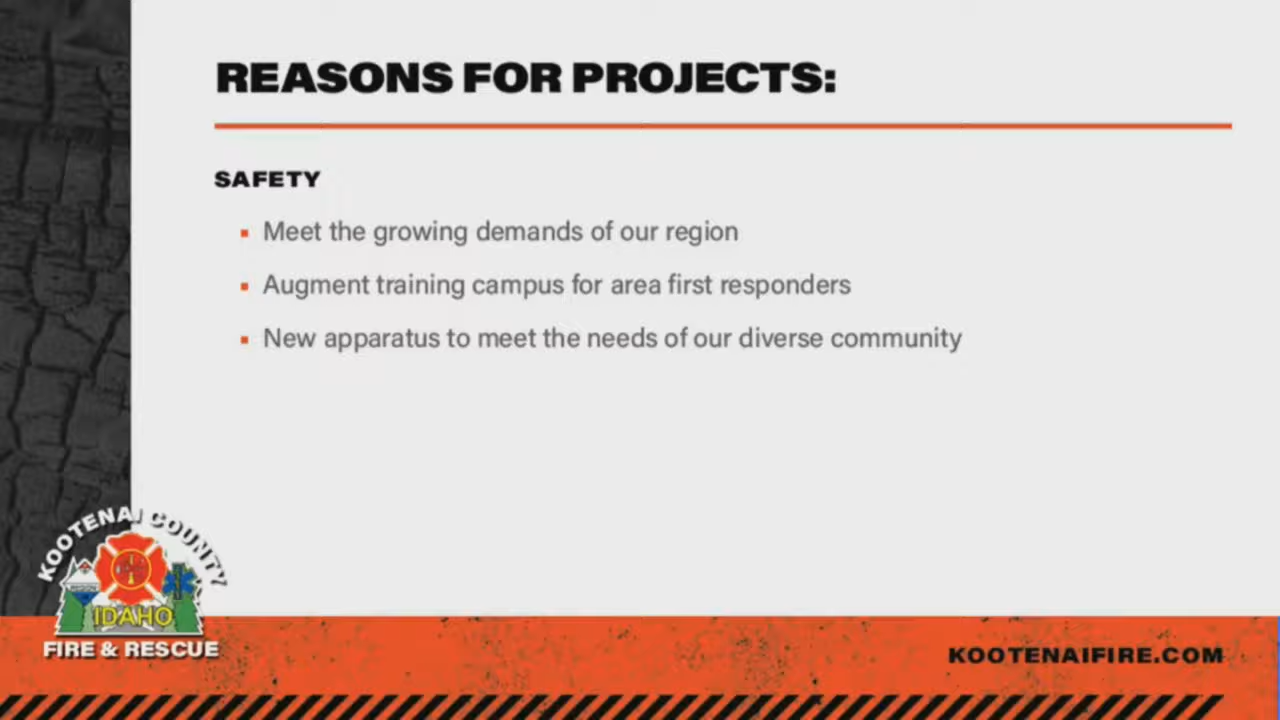 REASONS FOR PROJECTS:
SAFETY
Meet the growing demands of our region
Augment training campus for area first responders
New apparatus to meet the needs of our diverse community
KOOTENAI COUNTY
IDAHO
FIRE & RESCUE
KOOTENAIFIRE.COM